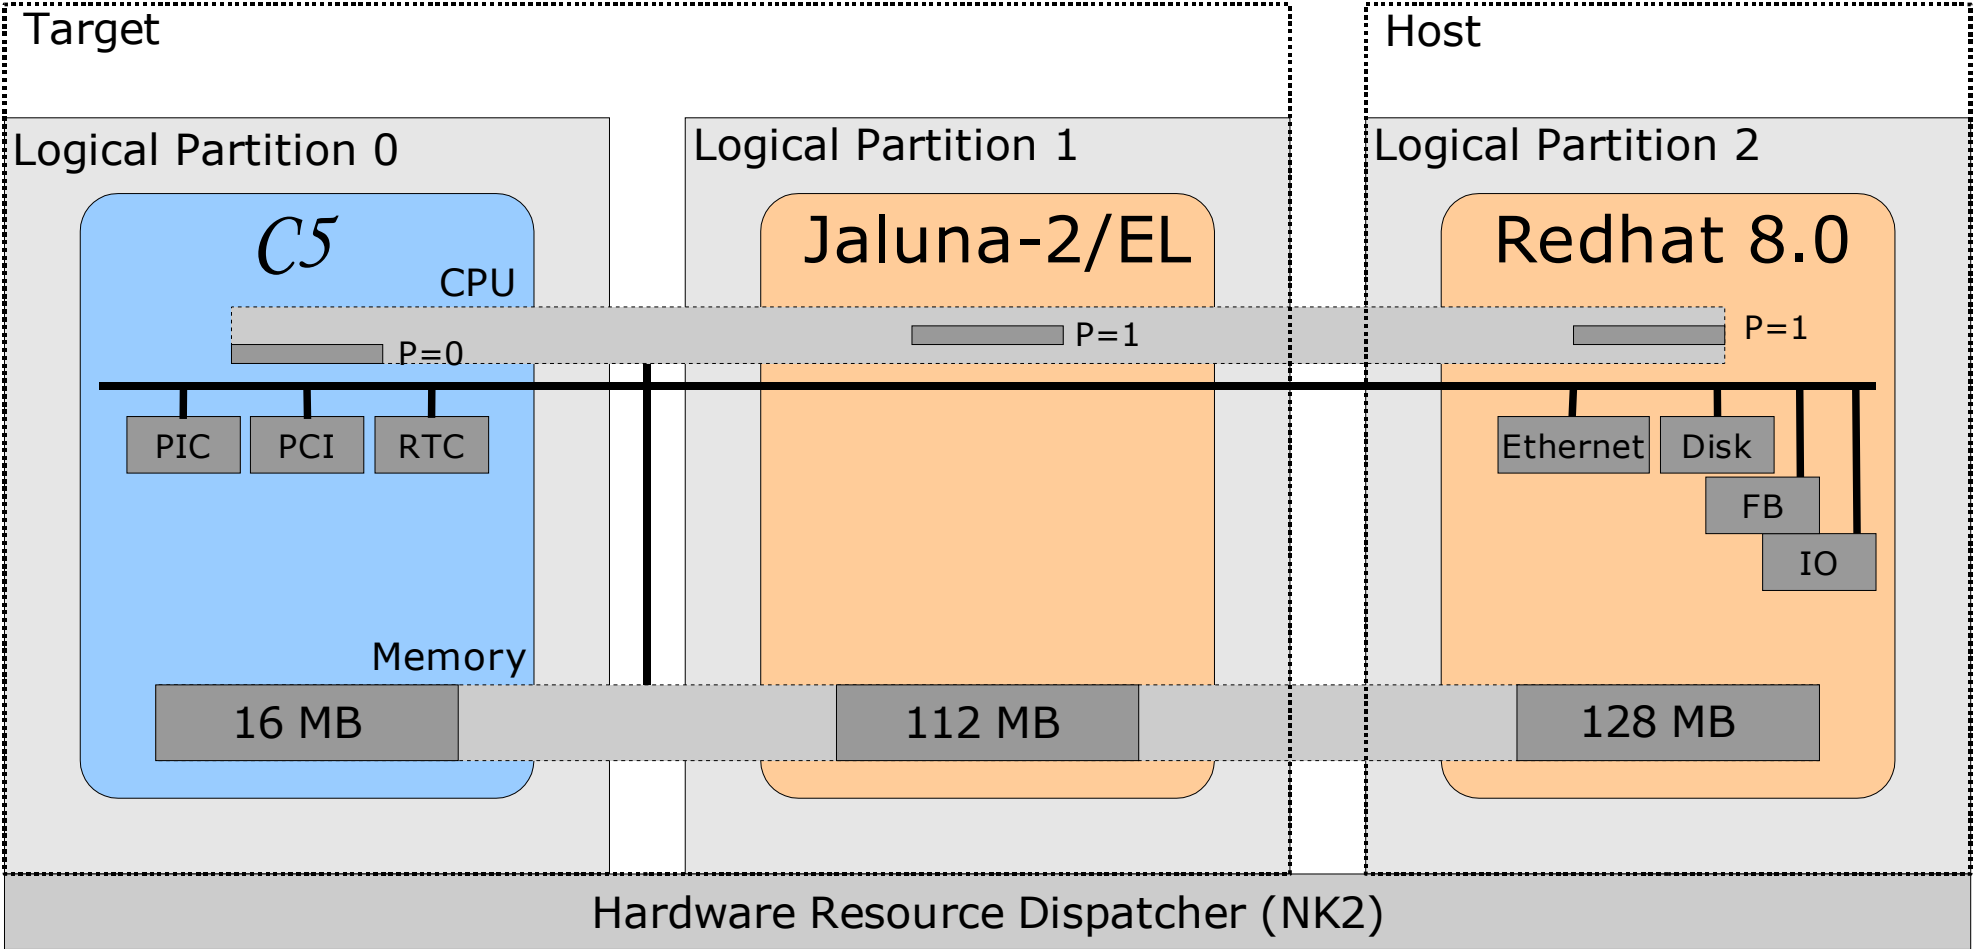 Target
Host
Logical Partition 0
Logical Partition 1
Logical Partition 2
C5
Jaluna-2/EL
Redhat 8.0
CPU
P=0
P=1
P=1
PIC
PCI
RTC
Ethernet
Disk
FB
IO
Memory
16 MB
112 MB
128 MB
Hardware Resource Dispatcher (NK2)